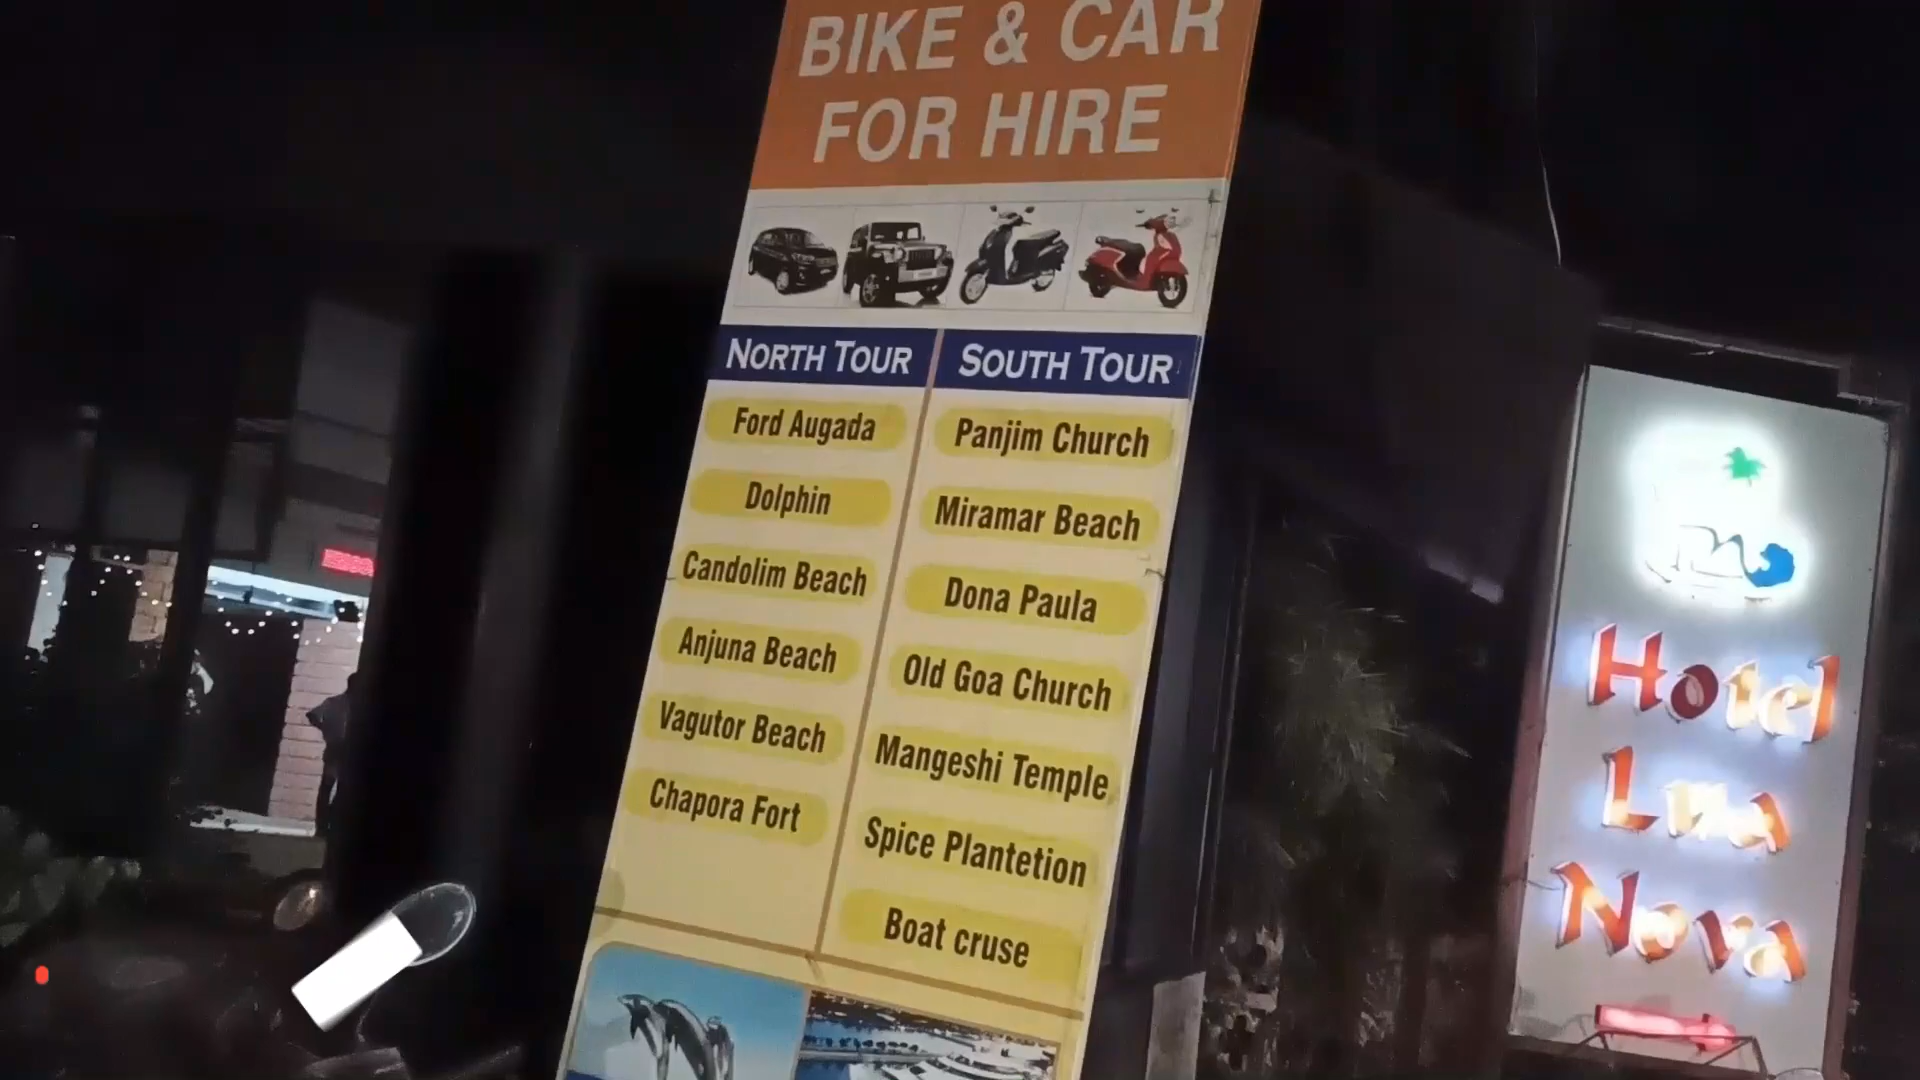 BIKE & CAR
FOR HIRE
NORTH TOUR
Ford Augada
Dolphin
Candolim Beach
Anjuna Beach
Vagutor Beach
Chapora Fort
SOUTH TOUR
Panjim Church
Miramar Beach
Dona Paula
Old Goa Church
Mangeshi Temple
Spice Plantetion
Boat cruse
Hotel
Nova